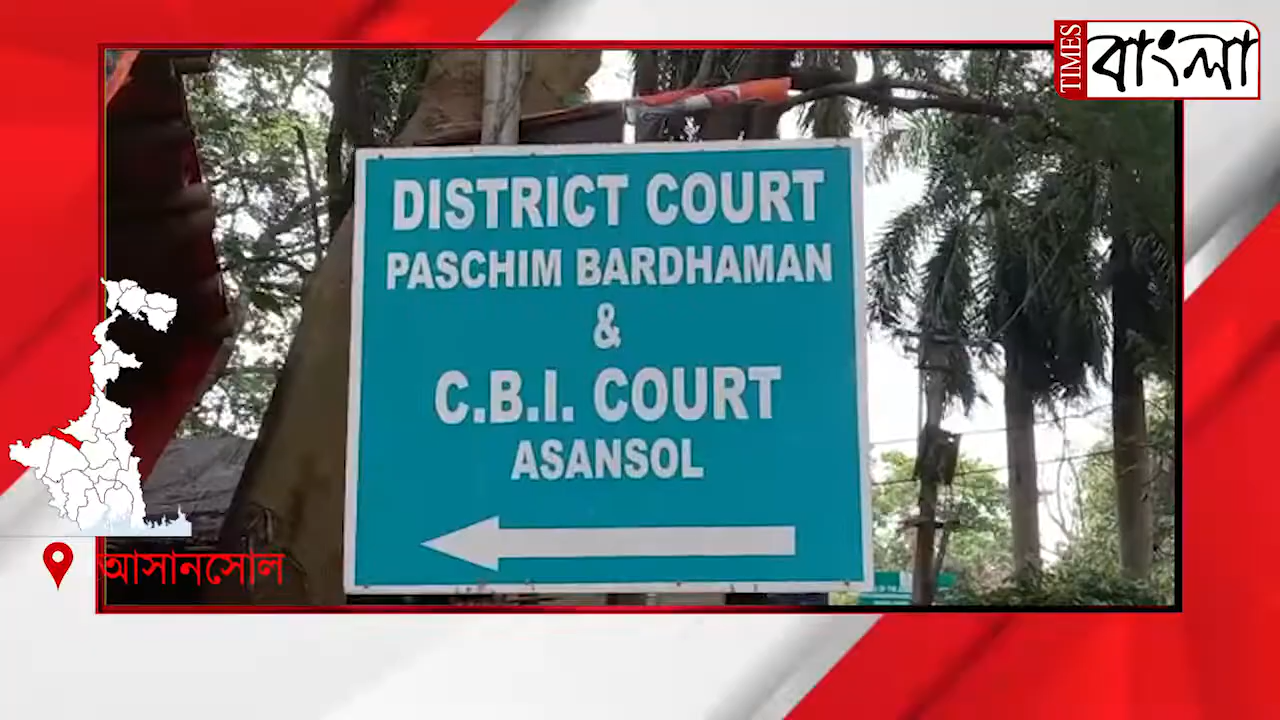 TIMES
বাংলা
DISTRICT COURT
PASCHIM BARDHAMAN
&
C.B.I. COURT
ASANSOL
আসানসোল